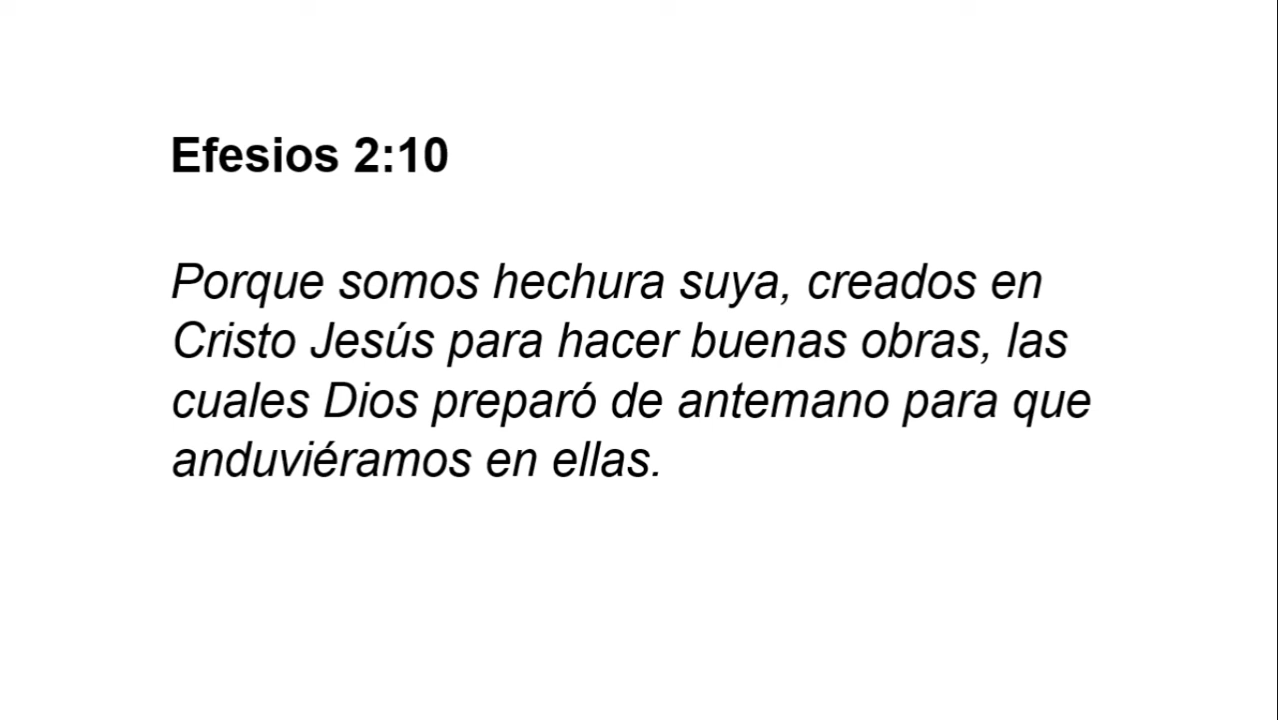 Efesios 2:10
Porque somos hechura suya, creados en
Cristo Jesús para hacer buenas obras, las
cuales Dios preparó de antemano para que
anduviéramos en ellas.